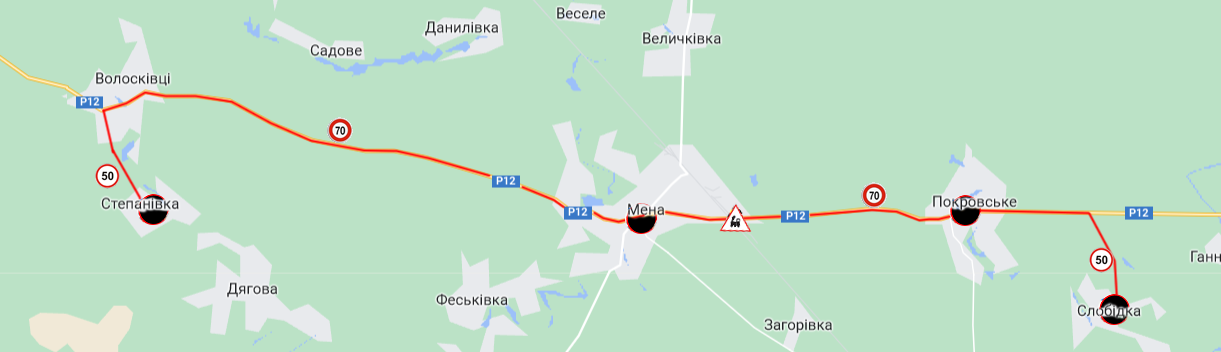 Веселе
Данилівка
Величківка
Садове
Волосківці
P12
70
50
P12
70
Степанівка
P12
Мена
P12
Покровське
P12
50
Ганн
Дягова
Феськівка
Слобідка
Загорівка